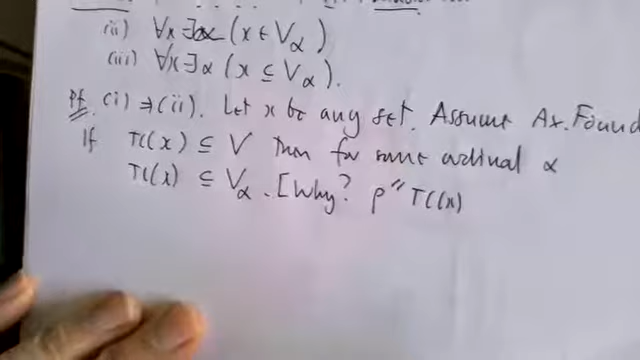 (ii) ∀x ∃α (x ∈ V_α)
(iii) ∀x ∃α (x ⊆ V_α).
Pf. (i) ⇒ (ii). Let x be any set. Assume Ax. Found
If TC(x) ⊆ V then for some ordinal α
TC(x) ⊆ V_α. [Why? ρ" TC(x)